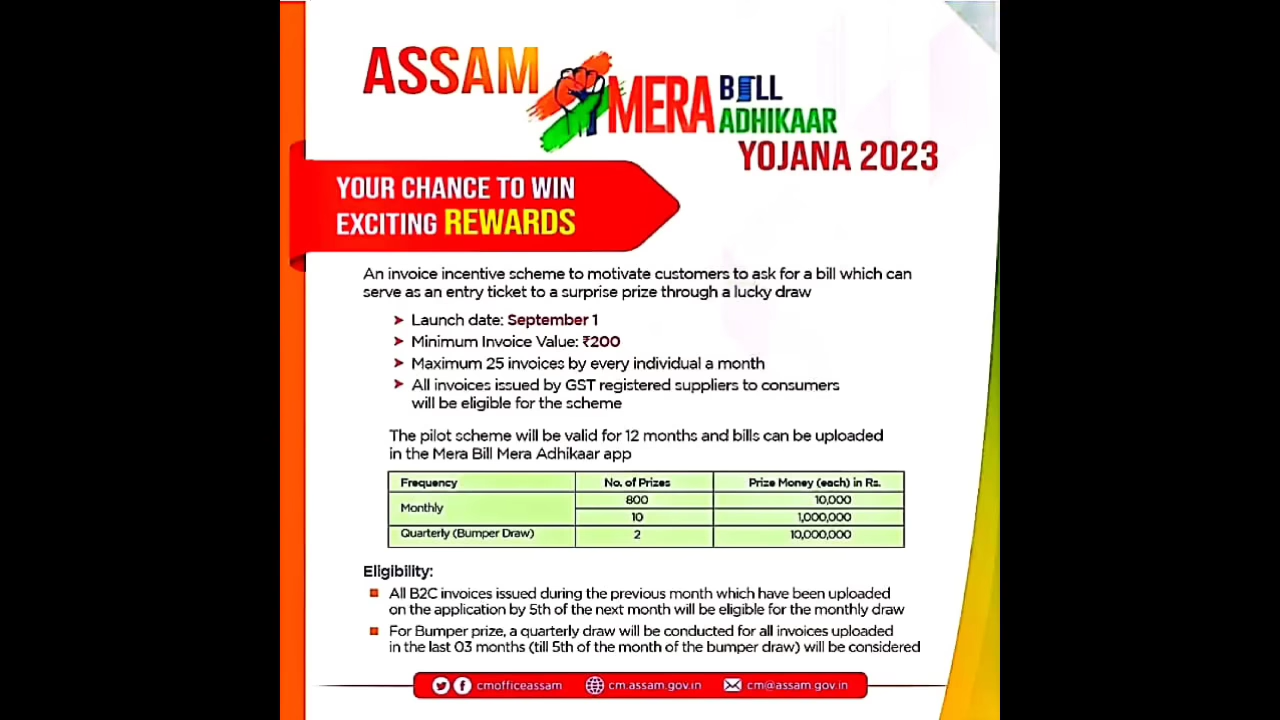 ASSAM
MERA BILL
ADHIKAAR
YOJANA 2023
YOUR CHANCE TO WIN
EXCITING REWARDS
An invoice incentive scheme to motivate customers to ask for a bill which can
serve as an entry ticket to a surprise prize through a lucky draw
➤ Launch date: September 1
➤ Minimum Invoice Value: ₹200
➤ Maximum 25 invoices by every individual a month
➤ All invoices issued by GST registered suppliers to consumers
will be eligible for the scheme
The pilot scheme will be valid for 12 months and bills can be uploaded
in the Mera Bill Mera Adhikaar app
Frequency No. of Prizes Prize Money (each) in Rs.
Monthly 800 10,000
10 1,000,000
Quarterly (Bumper Draw) 2 10,000,000
Eligibility:
All B2C invoices issued during the previous month which have been uploaded
on the application by 5th of the next month will be eligible for the monthly draw
For Bumper prize, a quarterly draw will be conducted for all invoices uploaded
in the last 03 months (till 5th of the month of the bumper draw) will be considered
cmofficeassam cm.assam.gov.in cm@assam.gov.in